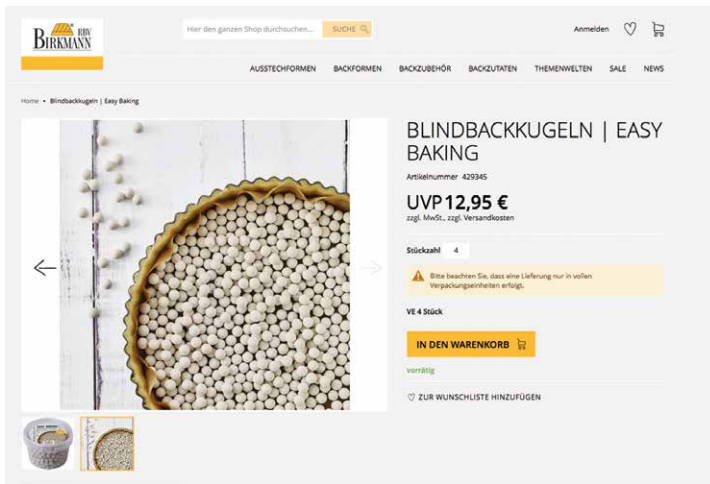 RBV
BIRKMANN
Hier den ganzen Shop durchsuchen...
SUCHE
Anmelden
AUSSTECHFORMEN BACKFORMEN BACKZUBEHÖR BACKZUTATEN THEMENWELTEN SALE NEWS
Home • Blindbackkugeln | Easy Baking
BLINDBACKKUGELN | EASY
BAKING
Artikelnummer 429345
UVP 12,95 €
zzgl. MwSt., zzgl. Versandkosten
Stückzahl 4
Bitte beachten Sie, dass eine Lieferung nur in vollen
Verpackungseinheiten erfolgt.
VE 4 Stück
IN DEN WARENKORB
vorrätig
ZUR WUNSCHLISTE HINZUFÜGEN